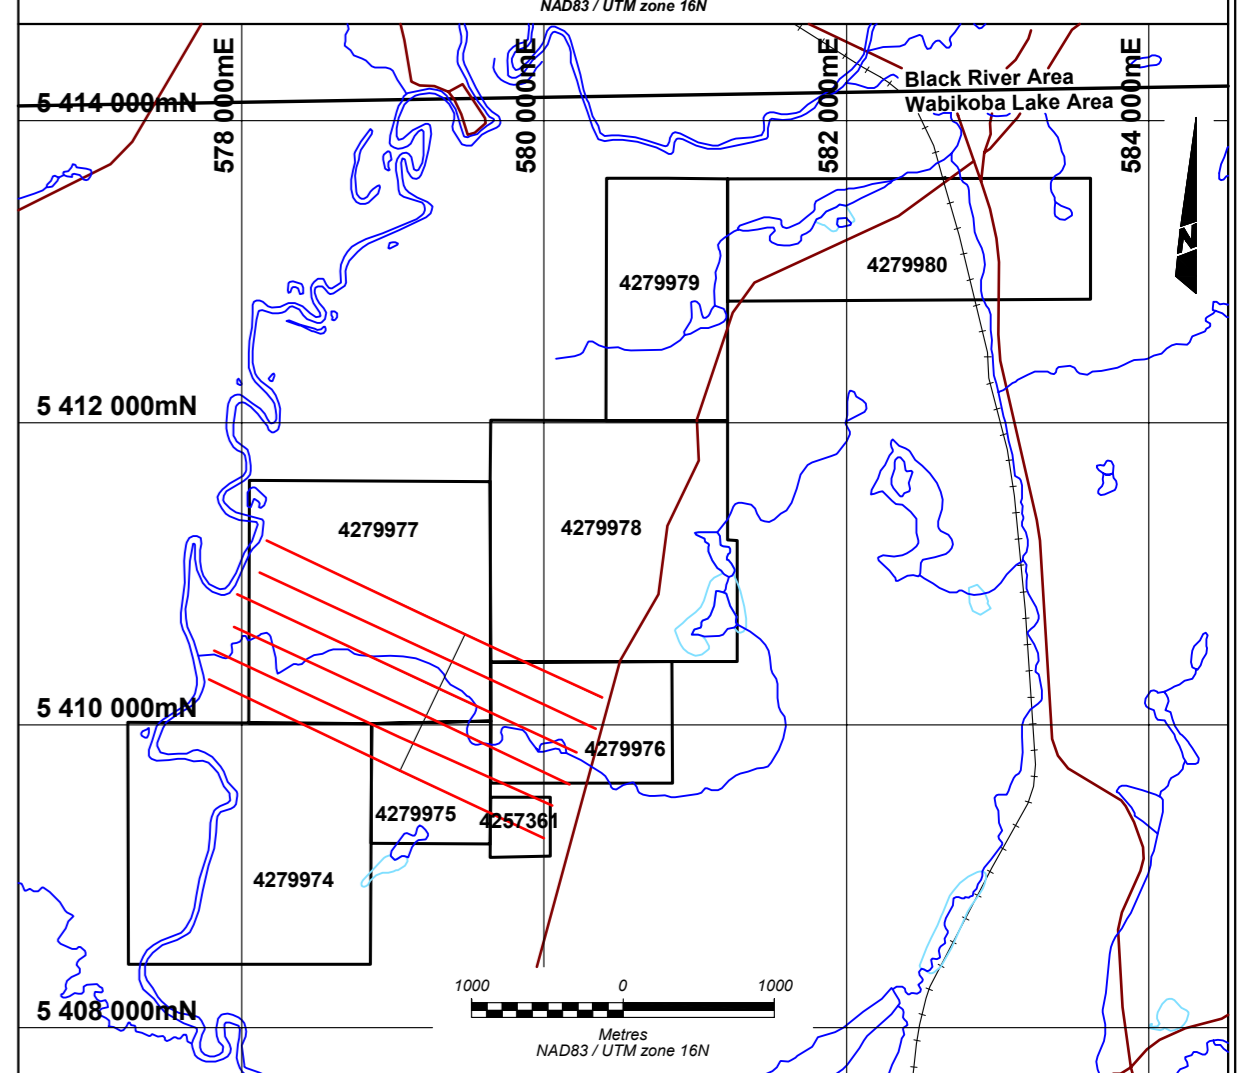 NAD83 / UTM zone 16N
578 000mE
580 000mE
582 000mE
584 000mE
Black River Area
Wabikoba Lake Area
5 414 000mN
N
4279980
4279979
5 412 000mN
4279977
4279978
5 410 000mN
4279976
4279975
4257361
4279974
1000
0
1000
5 408 000mN
Metres
NAD83 / UTM zone 16N